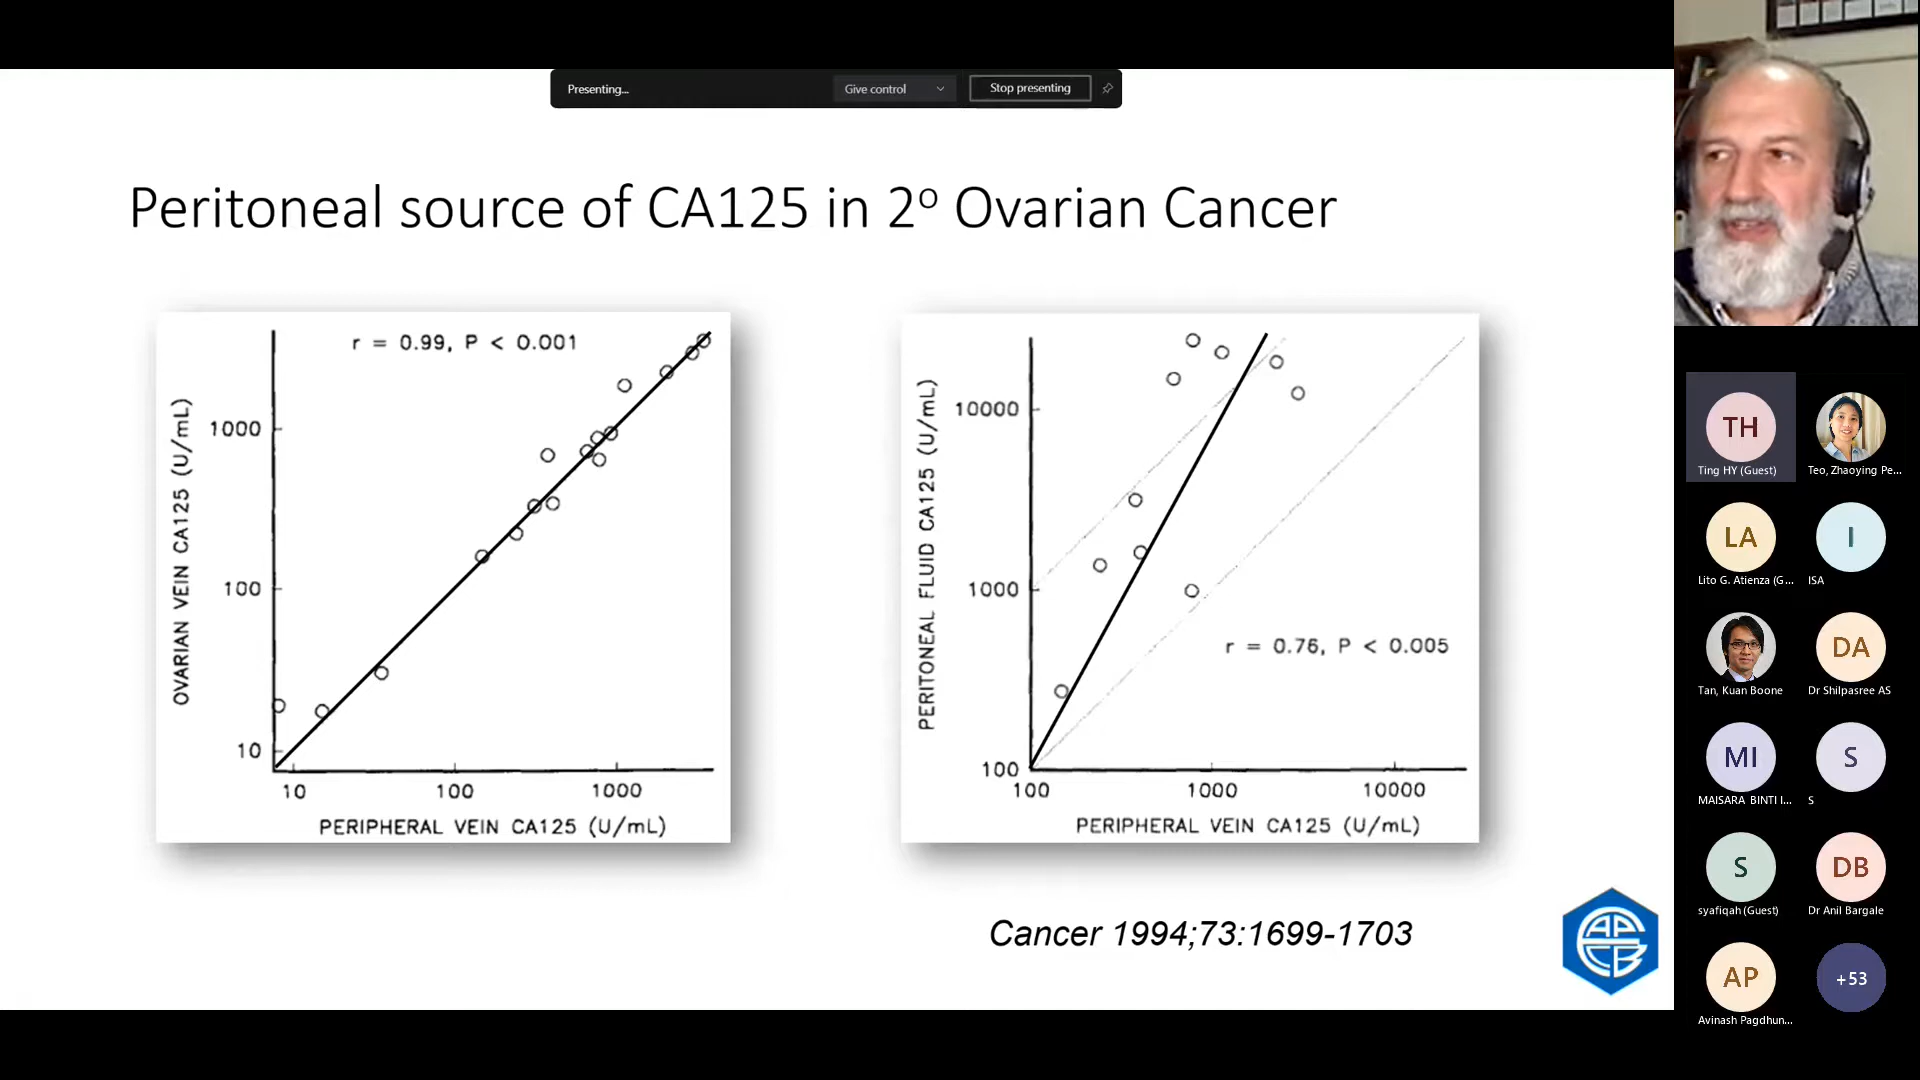 Presenting...
Give control
Stop presenting
Peritoneal source of CA125 in 2º Ovarian Cancer
r = 0.99, P < 0.001
OVARIAN VEIN CA125 (U/mL)
1000
100
10
10 100 1000
PERIPHERAL VEIN CA125 (U/mL)
PERITONEAL FLUID CA125 (U/mL)
10000
1000
r = 0.76, P < 0.005
100
100 1000 10000
PERIPHERAL VEIN CA125 (U/mL)
Cancer 1994;73:1699-1703
APFCB
TH
Ting HY (Guest)
Teo, Zhaoying Pe...
LA
Lito G. Atienza (G...
I
ISA
Tan, Kuan Boone
DA
Dr Shilpasree AS
MI
MAISARA BINTI I...
S
S
S
syafiqah (Guest)
DB
Dr Anil Bargale
AP
Avinash Pagdhun...
+53